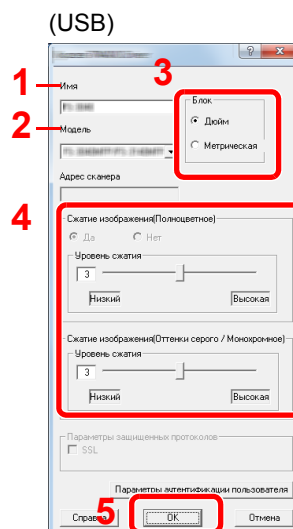 (USB)
3
1
Имя
Блок
Дюйм
Метрическая
2
Модель
Адрес сканера
4
Сжатие изображения(Полноцветное)
Да Нет
Уровень сжатия
3
Низкий Высокая
Сжатие изображения(Оттенки серого / Монохромное)
Уровень сжатия
3
Низкий Высокая
Параметры защищенных протоколов
SSL
Параметры аутентификации пользователя
5
Справка OK Отмена